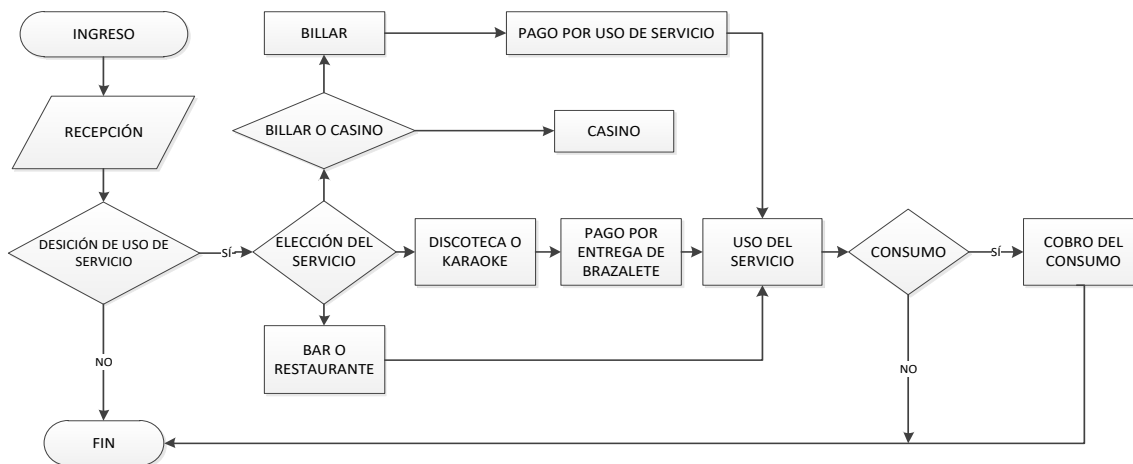 INGRESO
RECEPCIÓN
DESICIÓN DE USO DE
SERVICIO
SÍ
NO
FIN
ELECCIÓN DEL
SERVICIO
BILLAR O CASINO
BILLAR
PAGO POR USO DE SERVICIO
CASINO
DISCOTECA O
KARAOKE
PAGO POR
ENTREGA DE
BRAZALETE
BAR O
RESTAURANTE
USO DEL
SERVICIO
CONSUMO
SÍ
NO
COBRO DEL
CONSUMO